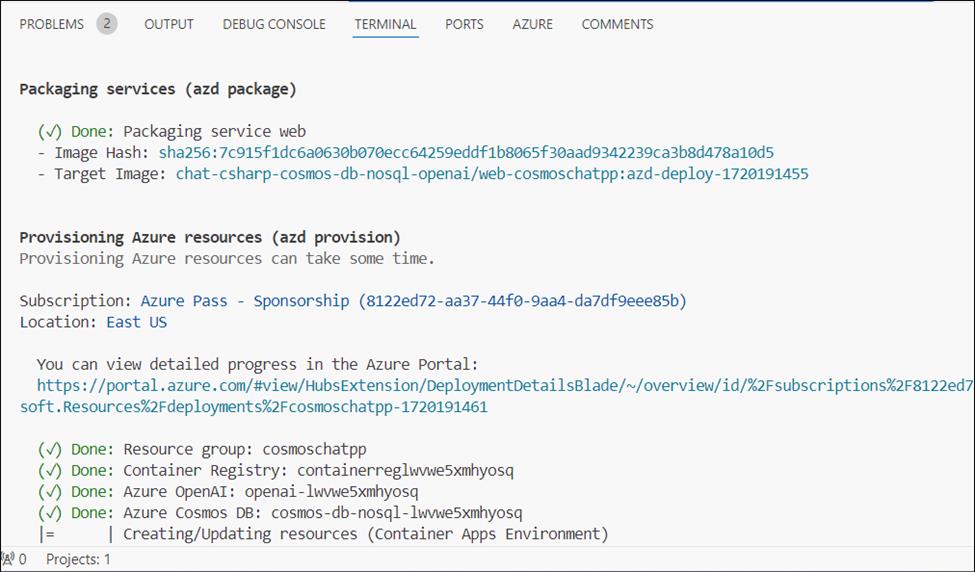 PROBLEMS 2 OUTPUT DEBUG CONSOLE TERMINAL PORTS AZURE COMMENTS
Packaging services (azd package)
(✓) Done: Packaging service web
- Image Hash: sha256:7c915f1dc6a0630b070ecc64259eddf1b8065f30aad9342239ca3b8d478a10d5
- Target Image: chat-csharp-cosmos-db-nosql-openai/web-cosmoschatpp:azd-deploy-1720191455
Provisioning Azure resources (azd provision)
Provisioning Azure resources can take some time.
Subscription: Azure Pass - Sponsorship (8122ed72-aa37-44f0-9aa4-da7df9eee85b)
Location: East US
You can view detailed progress in the Azure Portal:
https://portal.azure.com/#view/HubsExtension/DeploymentDetailsBlade/~/overview/id/%2Fsubscriptions%2F8122ed7
soft.Resources%2Fdeployments%2Fcosmoschatpp-1720191461
(✓) Done: Resource group: cosmoschatpp
(✓) Done: Container Registry: containerreglwvwe5xmhyosq
(✓) Done: Azure OpenAI: openai-lwvwe5xmhyosq
(✓) Done: Azure Cosmos DB: cosmos-db-nosql-lwvwe5xmhyosq
|= | Creating/Updating resources (Container Apps Environment)
0 Projects: 1